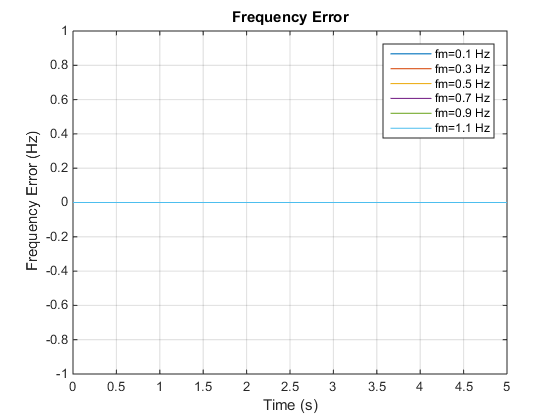 Frequency Error
fm=0.1 Hz
fm=0.3 Hz
fm=0.5 Hz
fm=0.7 Hz
fm=0.9 Hz
fm=1.1 Hz
Frequency Error (Hz)
1
0.8
0.6
0.4
0.2
0
-0.2
-0.4
-0.6
-0.8
-1
0 0.5 1 1.5 2 2.5 3 3.5 4 4.5 5
Time (s)